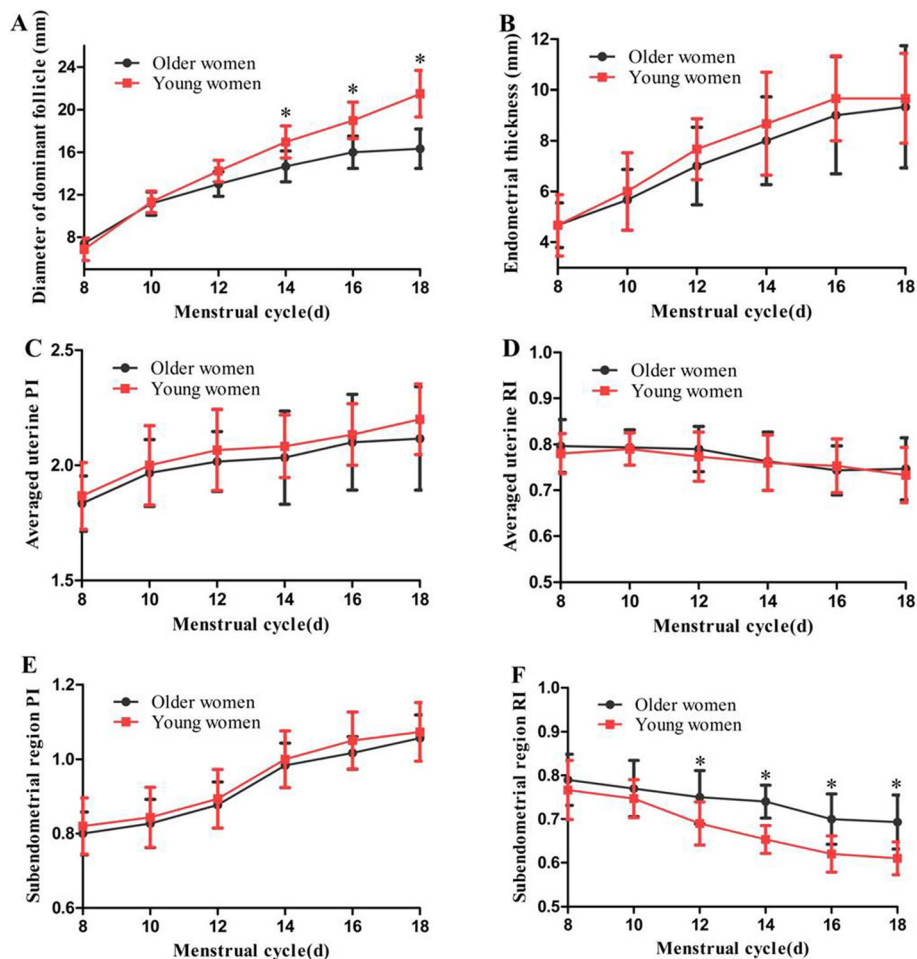 A
Diameter of dominant follicle (mm)
Older women
Young women
24
20
16
12
8
*
*
*
8 10 12 14 16 18
Menstrual cycle(d)
B
Endometrial thickness (mm)
Older women
Young women
12
10
8
6
4
8 10 12 14 16 18
Menstrual cycle(d)
C
Averaged uterine PI
Older women
Young women
2.5
2.0
1.5
8 10 12 14 16 18
Menstrual cycle(d)
D
Averaged uterine RI
Older women
Young women
1.0
0.9
0.8
0.7
0.6
0.5
8 10 12 14 16 18
Menstrual cycle(d)
E
Subendometrial region PI
Older women
Young women
1.2
1.0
0.8
0.6
8 10 12 14 16 18
Menstrual cycle(d)
F
Subendometrial region RI
Older women
Young women
1.0
0.9
0.8
0.7
0.6
0.5
* * * *
8 10 12 14 16 18
Menstrual cycle(d)